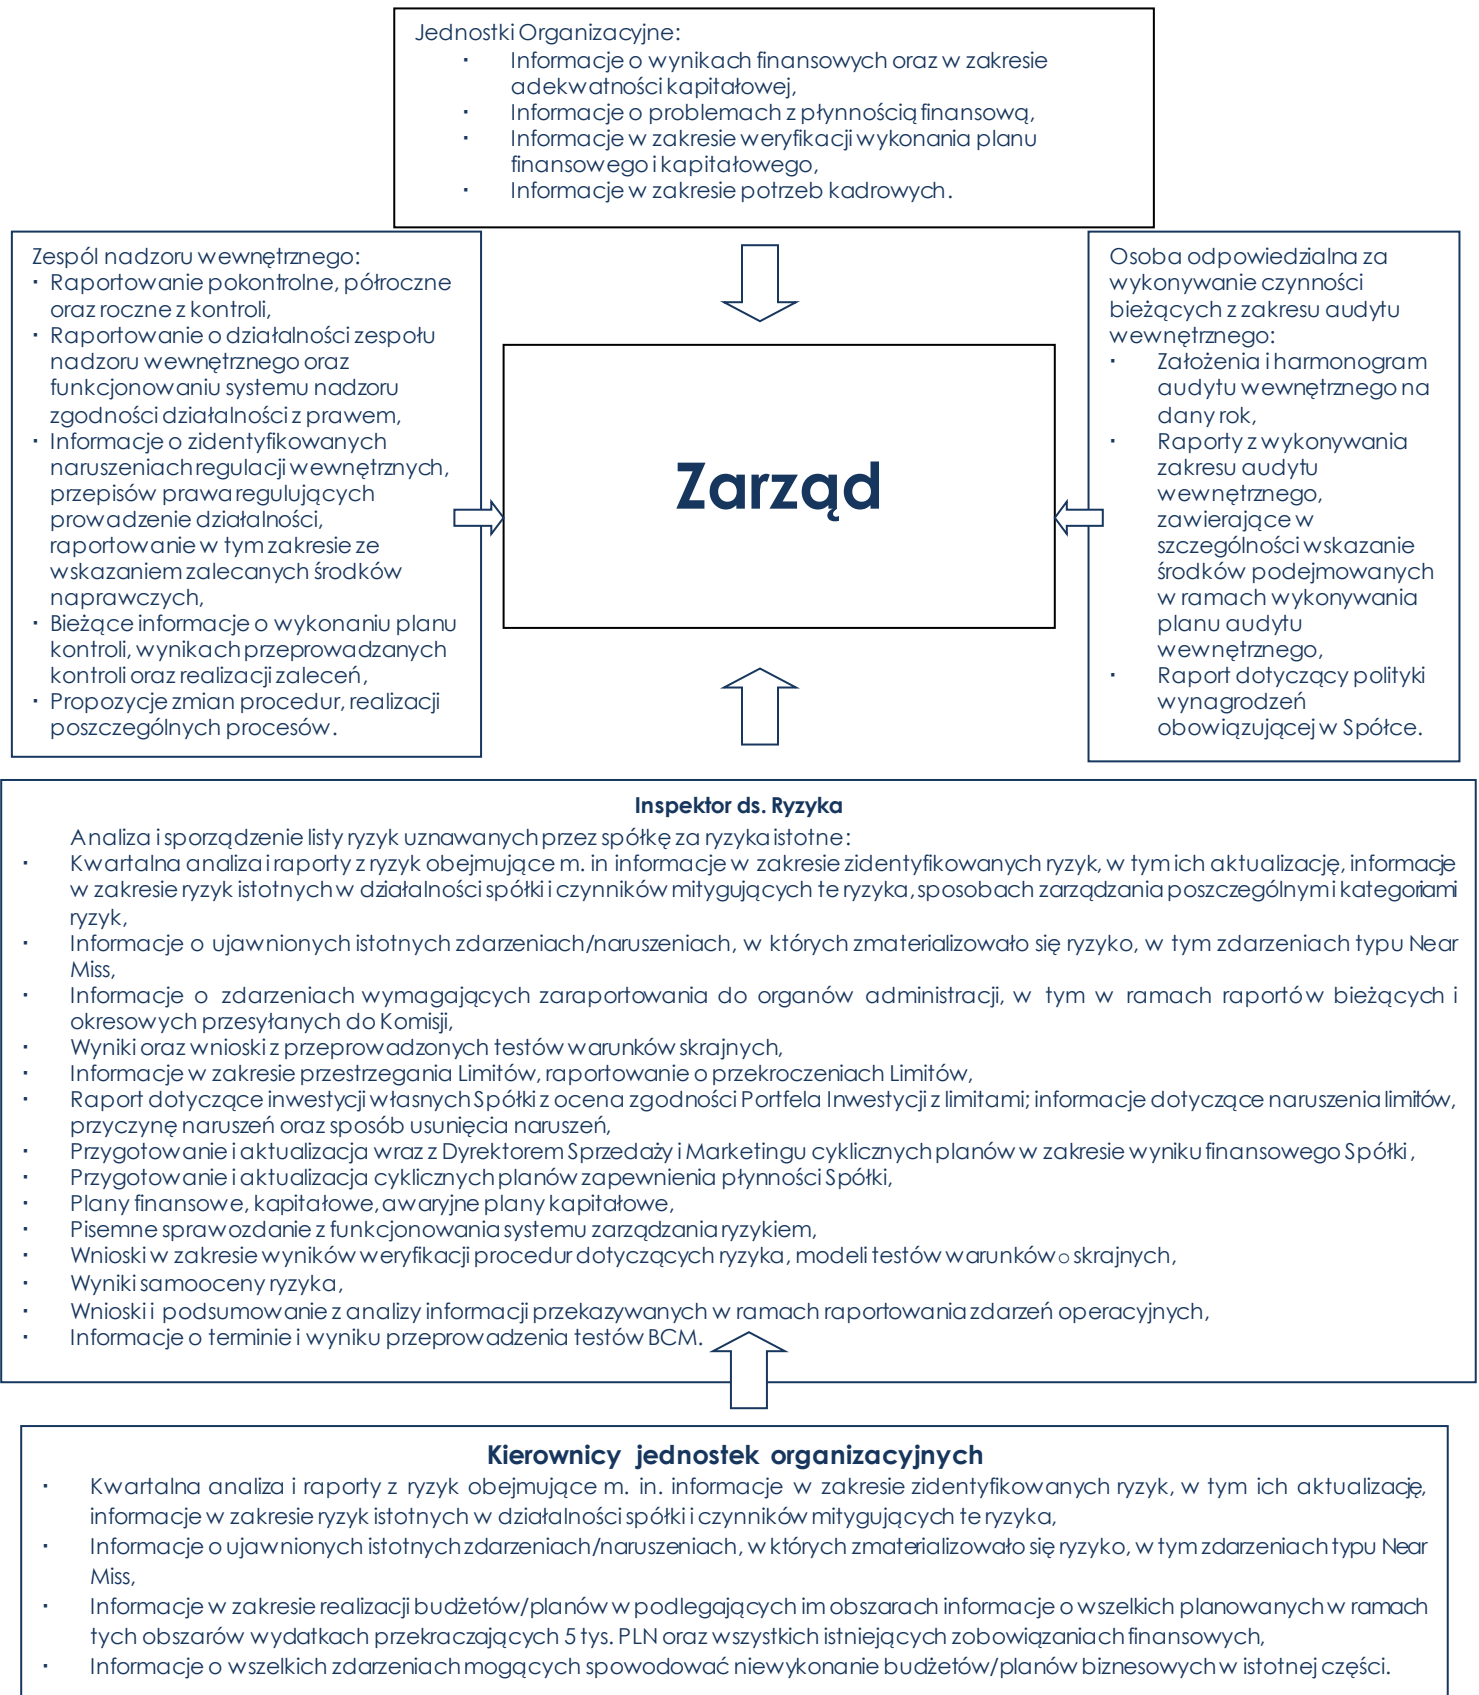 Jednostki Organizacyjne:
· Informacje o wynikach finansowych oraz w zakresie
adekwatności kapitałowej,
· Informacje o problemach z płynnością finansową,
· Informacje w zakresie weryfikacji wykonania planu
finansowego i kapitałowego,
· Informacje w zakresie potrzeb kadrowych.
Zespól nadzoru wewnętrznego:
· Raportowanie pokontrolne, półroczne
oraz roczne z kontroli,
· Raportowanie o działalności zespołu
nadzoru wewnętrznego oraz
funkcjonowaniu systemu nadzoru
zgodności działalności z prawem,
· Informacje o zidentyfikowanych
naruszeniach regulacji wewnętrznych,
przepisów prawa regulujących
prowadzenie działalności,
raportowanie w tym zakresie ze
wskazaniem zalecanych środków
naprawczych,
· Bieżące informacje o wykonaniu planu
kontroli, wynikach przeprowadzanych
kontroli oraz realizacji zaleceń,
· Propozycje zmian procedur, realizacji
poszczególnych procesów.
Zarząd
Osoba odpowiedzialna za
wykonywanie czynności
bieżących z zakresu audytu
wewnętrznego:
· Założenia i harmonogram
audytu wewnętrznego na
dany rok,
· Raporty z wykonywania
zakresu audytu
wewnętrznego,
zawierające w
szczególności wskazanie
środków podejmowanych
w ramach wykonywania
planu audytu
wewnętrznego,
· Raport dotyczący polityki
wynagrodzeń
obowiązującej w Spółce.
Inspektor ds. Ryzyka
Analiza i sporządzenie listy ryzyk uznawanych przez spółkę za ryzyka istotne:
· Kwartalna analiza i raporty z ryzyk obejmujące m. in informacje w zakresie zidentyfikowanych ryzyk, w tym ich aktualizację, informacje
w zakresie ryzyk istotnych w działalności spółki i czynników mitygujących te ryzyka, sposobach zarządzania poszczególnymi kategoriami
ryzyk,
· Informacje o ujawnionych istotnych zdarzeniach/naruszeniach, w których zmaterializowało się ryzyko, w tym zdarzeniach typu Near
Miss,
· Informacje o zdarzeniach wymagających zaraportowania do organów administracji, w tym w ramach raportów bieżących i
okresowych przesyłanych do Komisji,
· Wyniki oraz wnioski z przeprowadzonych testów warunków skrajnych,
· Informacje w zakresie przestrzegania Limitów, raportowanie o przekroczeniach Limitów,
· Raport dotyczące inwestycji własnych Spółki z ocena zgodności Portfela Inwestycji z limitami; informacje dotyczące naruszenia limitów,
przyczynę naruszeń oraz sposób usunięcia naruszeń,
· Przygotowanie i aktualizacja wraz z Dyrektorem Sprzedaży i Marketingu cyklicznych planów w zakresie wyniku finansowego Spółki,
· Przygotowanie i aktualizacja cyklicznych planów zapewnienia płynności Spółki,
· Plany finansowe, kapitałowe, awaryjne plany kapitałowe,
· Pisemne sprawozdanie z funkcjonowania systemu zarządzania ryzykiem,
· Wnioski w zakresie wyników weryfikacji procedur dotyczących ryzyka, modeli testów warunków o skrajnych,
· Wyniki samooceny ryzyka,
· Wnioski i podsumowanie z analizy informacji przekazywanych w ramach raportowania zdarzeń operacyjnych,
· Informacje o terminie i wyniku przeprowadzenia testów BCM.
Kierownicy jednostek organizacyjnych
· Kwartalna analiza i raporty z ryzyk obejmujące m. in. informacje w zakresie zidentyfikowanych ryzyk, w tym ich aktualizację,
informacje w zakresie ryzyk istotnych w działalności spółki i czynników mitygujących te ryzyka,
· Informacje o ujawnionych istotnych zdarzeniach/naruszeniach, w których zmaterializowało się ryzyko, w tym zdarzeniach typu Near
Miss,
· Informacje w zakresie realizacji budżetów/planów w podlegających im obszarach informacje o wszelkich planowanych w ramach
tych obszarów wydatkach przekraczających 5 tys. PLN oraz wszystkich istniejących zobowiązaniach finansowych,
· Informacje o wszelkich zdarzeniach mogących spowodować niewykonanie budżetów/planów biznesowych w istotnej części.